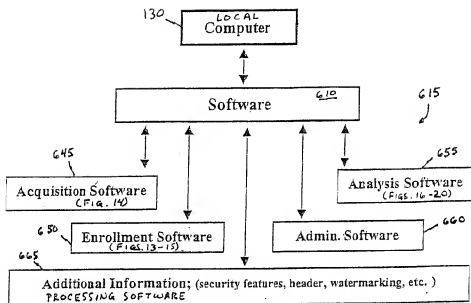 130
LOCAL
Computer
Software 610
615
645
655
Acquisition Software
(FIG. 14)
Analysis Software
(FIGS. 16-20)
650
660
Enrollment Software
(FIGS. 13-15)
Admin. Software
665
Additional Information; (security features, header, watermarking, etc. )
PROCESSING SOFTWARE